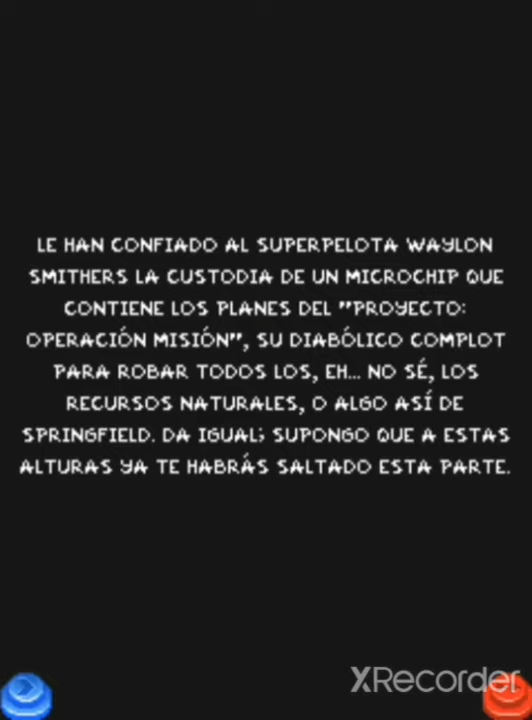 LE HAN CONFIADO AL SUPERPELOTA WAYLON
SMITHERS LA CUSTODIA DE UN MICROCHIP QUE
CONTIENE LOS PLANES DEL "PROYECTO:
OPERACIÓN MISIÓN", SU DIABÓLICO COMPLOT
PARA ROBAR TODOS LOS, EH... NO SÉ, LOS
RECURSOS NATURALES, O ALGO ASÍ DE
SPRINGFIELD. DA IGUAL; SUPONGO QUE A ESTAS
ALTURAS YA TE HABRÁS SALTADO ESTA PARTE.
XRecorder